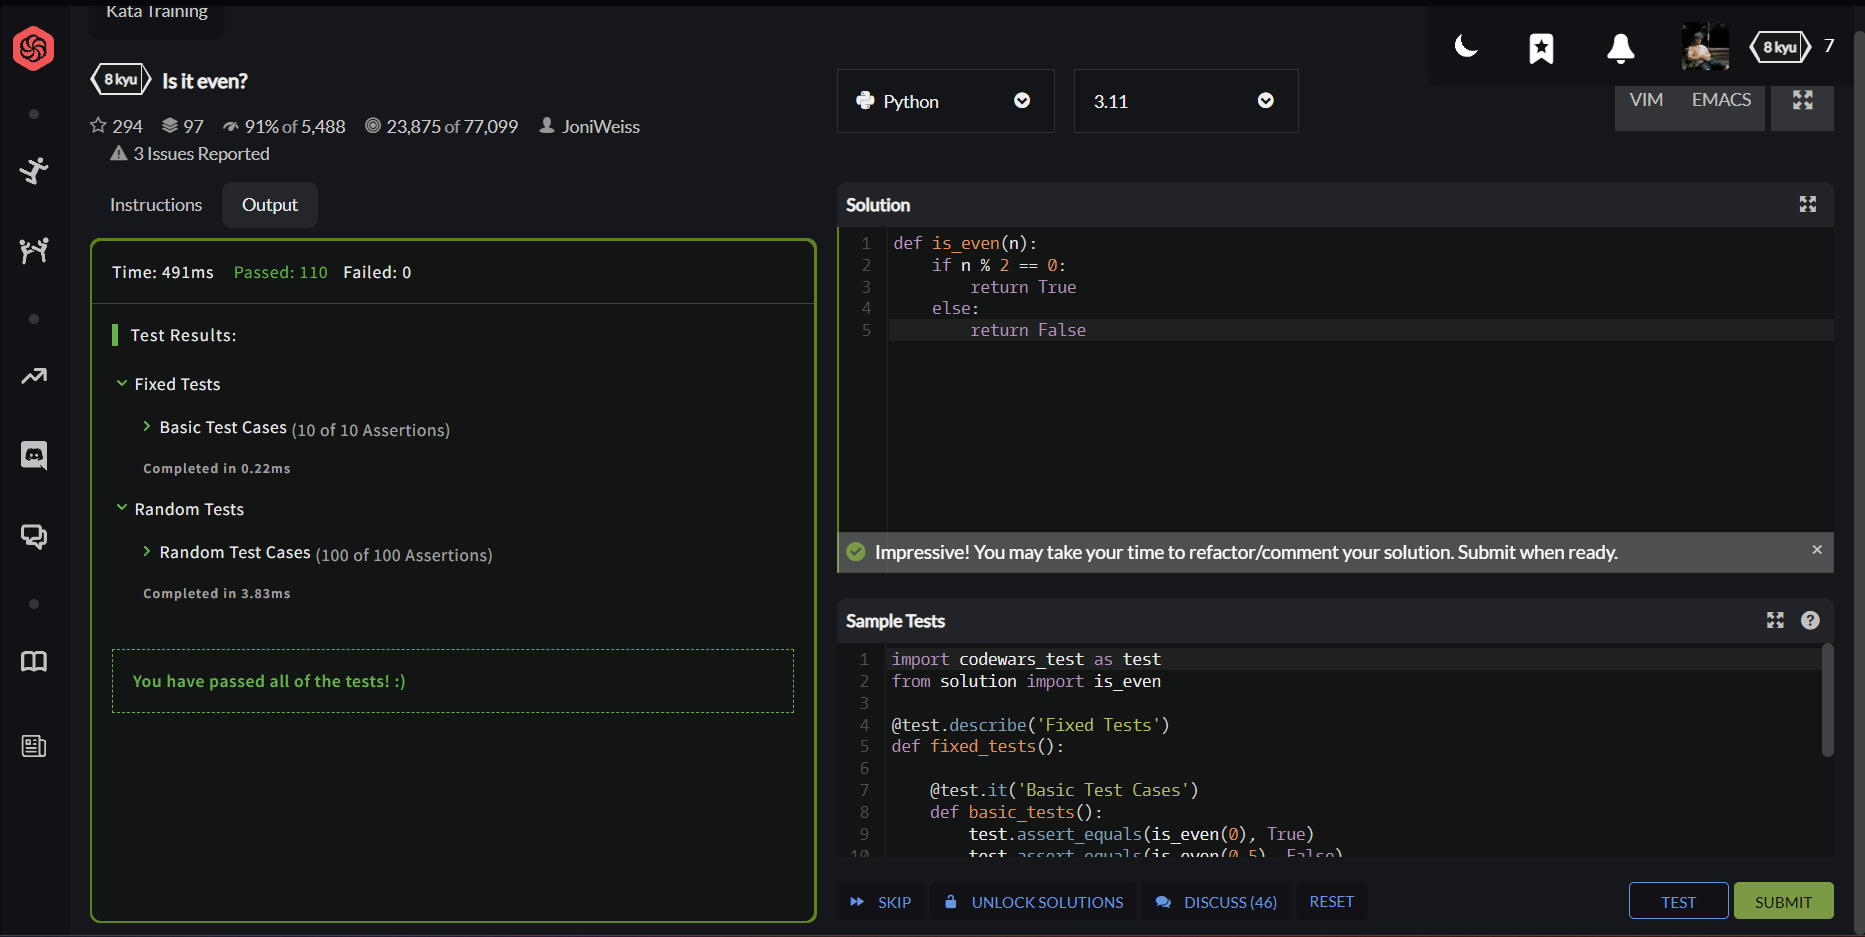 Kata Training
8 kyu
7
8 kyu Is it even?
294 97 91% of 5,488 23,875 of 77,099 JoniWeiss
3 Issues Reported
Python
3.11
VIM EMACS
Instructions
Output
Time: 491ms Passed: 110 Failed: 0
Test Results:
Fixed Tests
Basic Test Cases (10 of 10 Assertions)
Completed in 0.22ms
Random Tests
Random Test Cases (100 of 100 Assertions)
Completed in 3.83ms
You have passed all of the tests! :)
Solution
1 def is_even(n):
2     if n % 2 == 0:
3         return True
4     else:
5         return False
Impressive! You may take your time to refactor/comment your solution. Submit when ready.
Sample Tests
1 import codewars_test as test
2 from solution import is_even
3
4 @test.describe('Fixed Tests')
5 def fixed_tests():
6
7     @test.it('Basic Test Cases')
8     def basic_tests():
9         test.assert_equals(is_even(0), True)
10         test.assert_equals(is_even(0.5), False)
SKIP
UNLOCK SOLUTIONS
DISCUSS (46)
RESET
TEST
SUBMIT